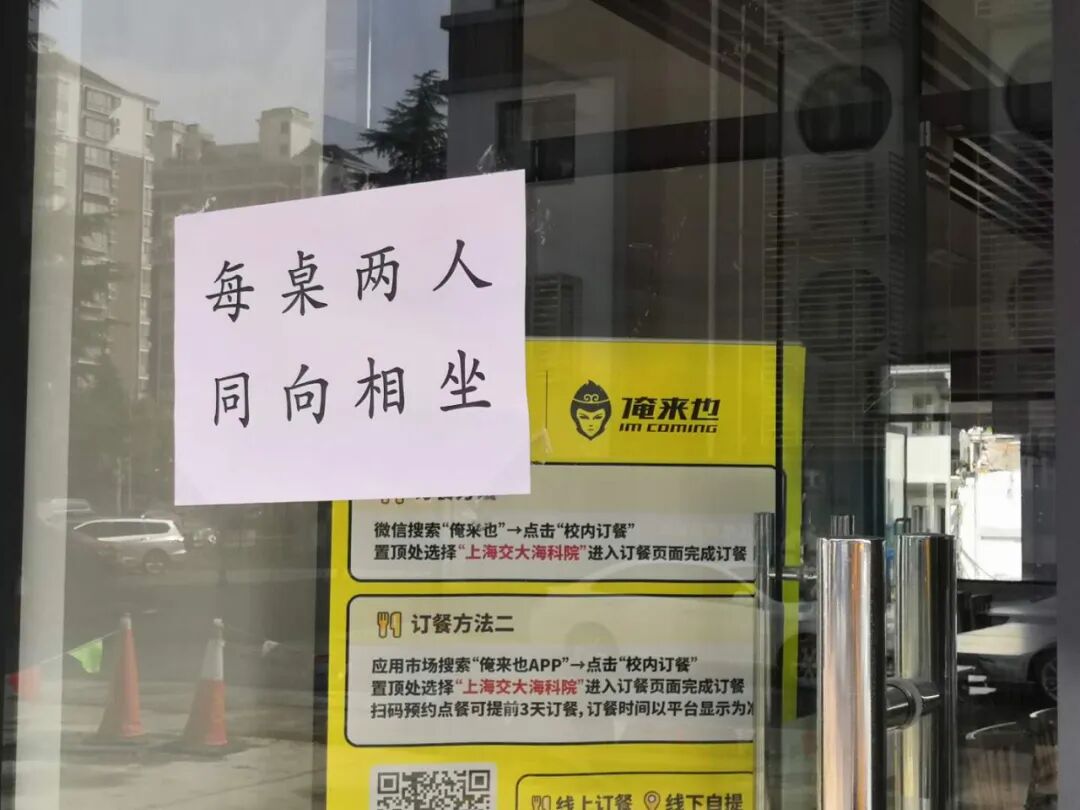 每桌两人
同向相坐
俺来也
IM COMING
微信搜索“俺来也”→点击“校内订餐”
置顶处选择“上海交大海科院”进入订餐页面完成订餐
订餐方法二
应用市场搜索“俺来也APP”→点击“校内订餐”
置顶处选择“上海交大海科院”进入订餐页面完成订餐
扫码预约点餐可提前3天订餐,订餐时间以平台显示为准
线上订餐 线下自提